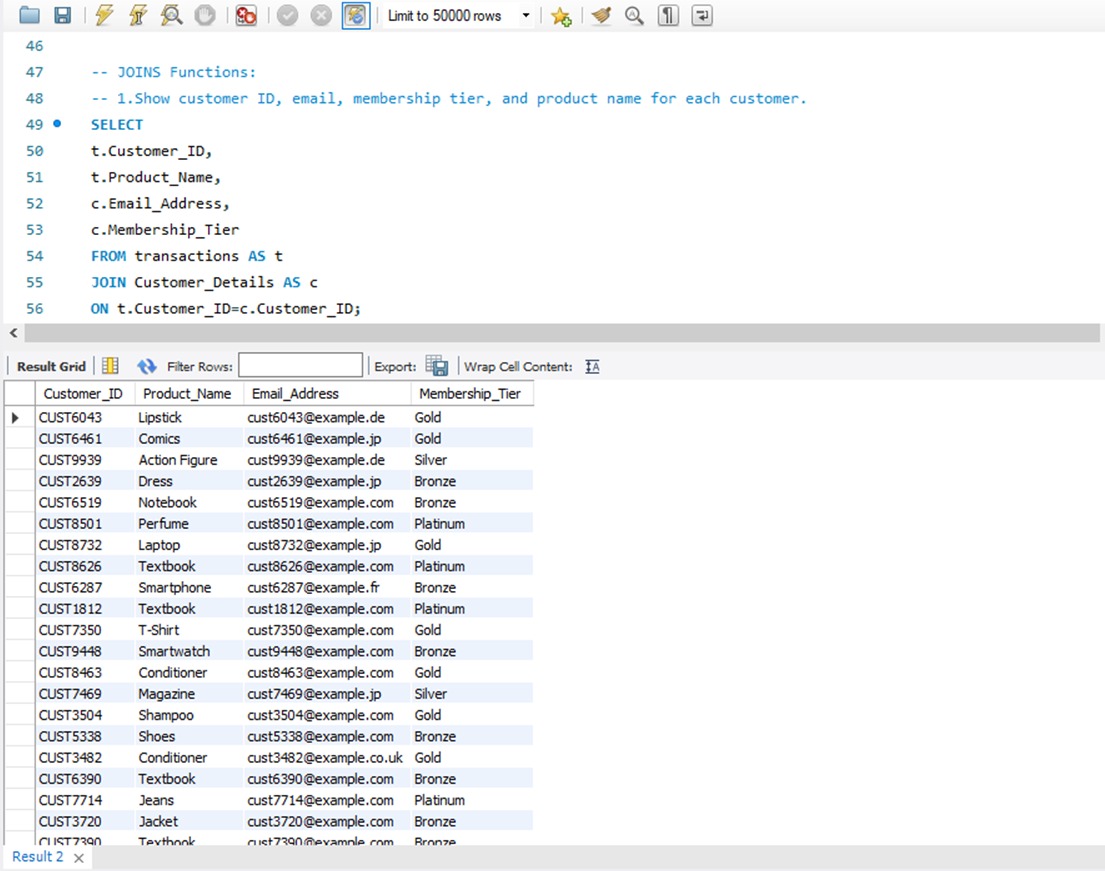 Limit to 50000 rows
46
47 -- JOINS Functions:
48 -- 1.Show customer ID, email, membership tier, and product name for each customer.
49 SELECT
50 t.Customer_ID,
51 t.Product_Name,
52 c.Email_Address,
53 c.Membership_Tier
54 FROM transactions AS t
55 JOIN Customer_Details AS c
56 ON t.Customer_ID=c.Customer_ID;
Result Grid Filter Rows: Export: Wrap Cell Content:
Customer_ID Product_Name Email_Address Membership_Tier
CUST6043 Lipstick cust6043@example.de Gold
CUST6461 Comics cust6461@example.jp Gold
CUST9939 Action Figure cust9939@example.de Silver
CUST2639 Dress cust2639@example.jp Bronze
CUST6519 Notebook cust6519@example.com Bronze
CUST8501 Perfume cust8501@example.com Platinum
CUST8732 Laptop cust8732@example.jp Gold
CUST8626 Textbook cust8626@example.com Platinum
CUST6287 Smartphone cust6287@example.fr Bronze
CUST1812 Textbook cust1812@example.com Platinum
CUST7350 T-Shirt cust7350@example.com Gold
CUST9448 Smartwatch cust9448@example.com Bronze
CUST8463 Conditioner cust8463@example.com Gold
CUST7469 Magazine cust7469@example.jp Silver
CUST3504 Shampoo cust3504@example.com Gold
CUST5338 Shoes cust5338@example.com Bronze
CUST3482 Conditioner cust3482@example.co.uk Gold
CUST6390 Textbook cust6390@example.com Bronze
CUST7714 Jeans cust7714@example.com Platinum
CUST3720 Jacket cust3720@example.com Bronze
CUST7390 Textbook cust7390@example.com Bronze
Result 2